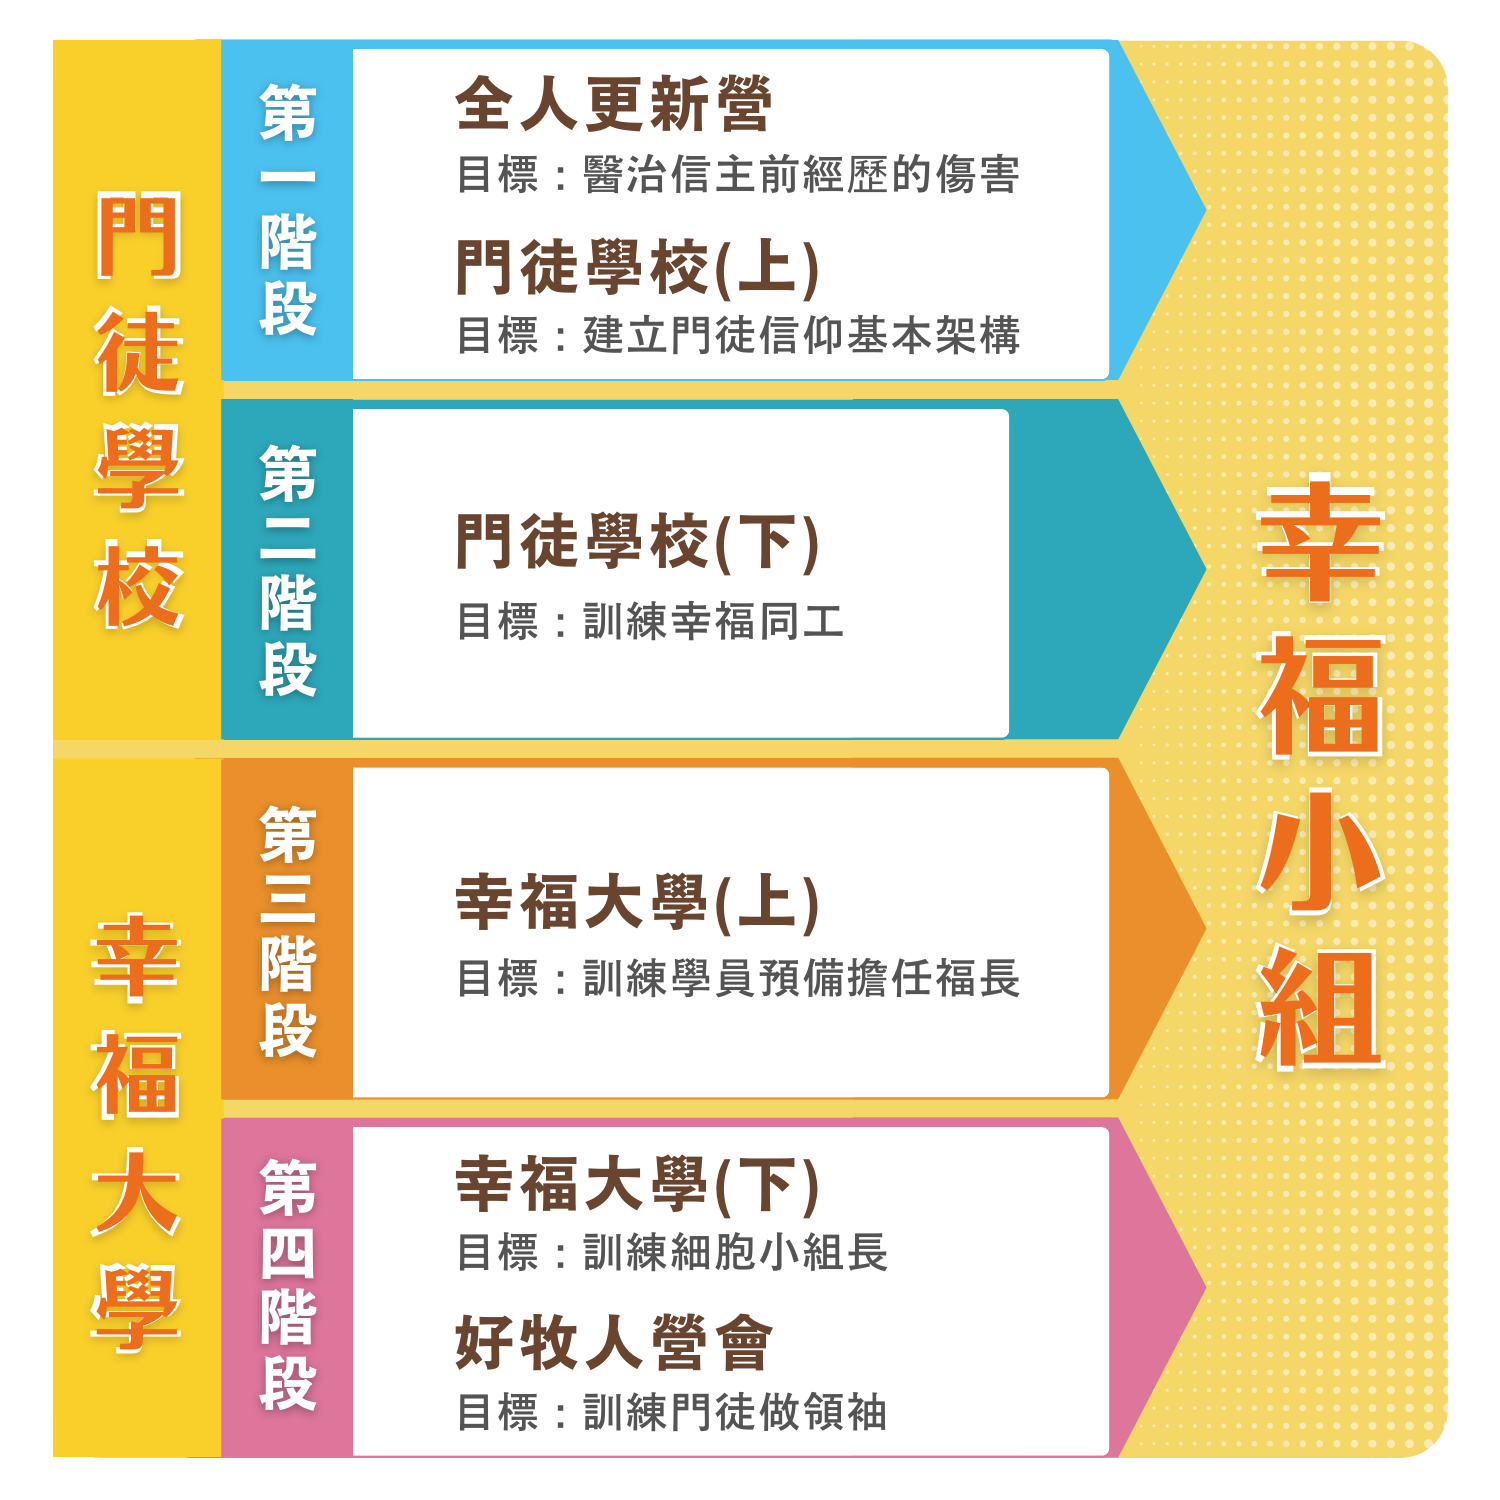 門徒學校
第一階段
全人更新營
目標：醫治信主前經歷的傷害
門徒學校(上)
目標：建立門徒信仰基本架構
第二階段
門徒學校(下)
目標：訓練幸福同工
幸福大學
第三階段
幸福大學(上)
目標：訓練學員預備擔任福長
第四階段
幸福大學(下)
目標：訓練細胞小組長
好牧人營會
目標：訓練門徒做領袖
幸福小組